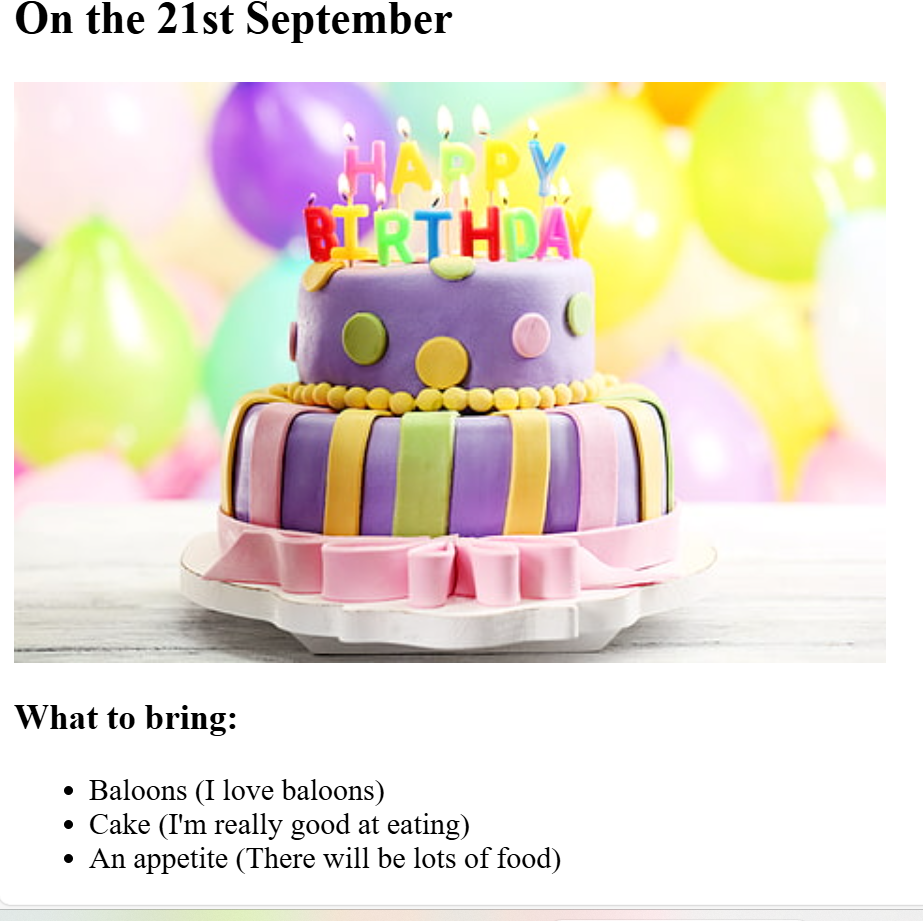 On the 21st September
HAPPY
BIRTHDAY
What to bring:
Baloons (I love baloons)
Cake (I'm really good at eating)
An appetite (There will be lots of food)